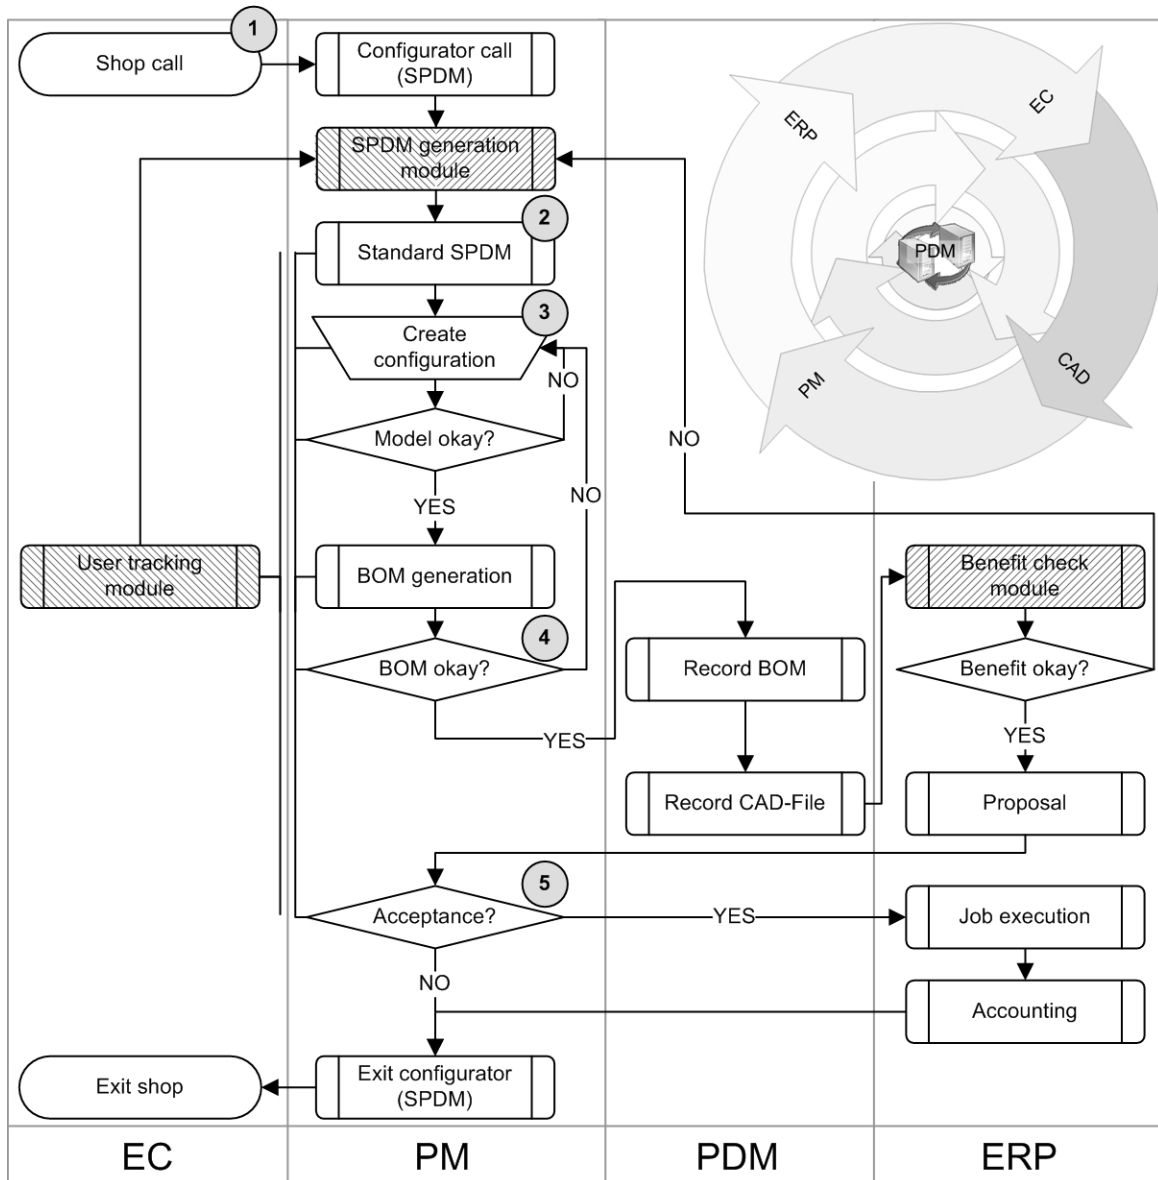 1
Shop call
Configurator call
(SPDM)
ERP
EC
SPDM generation
module
2
Standard SPDM
PDM
3
Create
configuration
NO
PM
CAD
Model okay?
NO
YES
NO
User tracking
module
BOM generation
Benefit check
module
4
BOM okay?
Record BOM
Benefit okay?
YES
YES
Record CAD-File
Proposal
5
Acceptance?
YES
Job execution
NO
Accounting
Exit shop
Exit configurator
(SPDM)
EC
PM
PDM
ERP